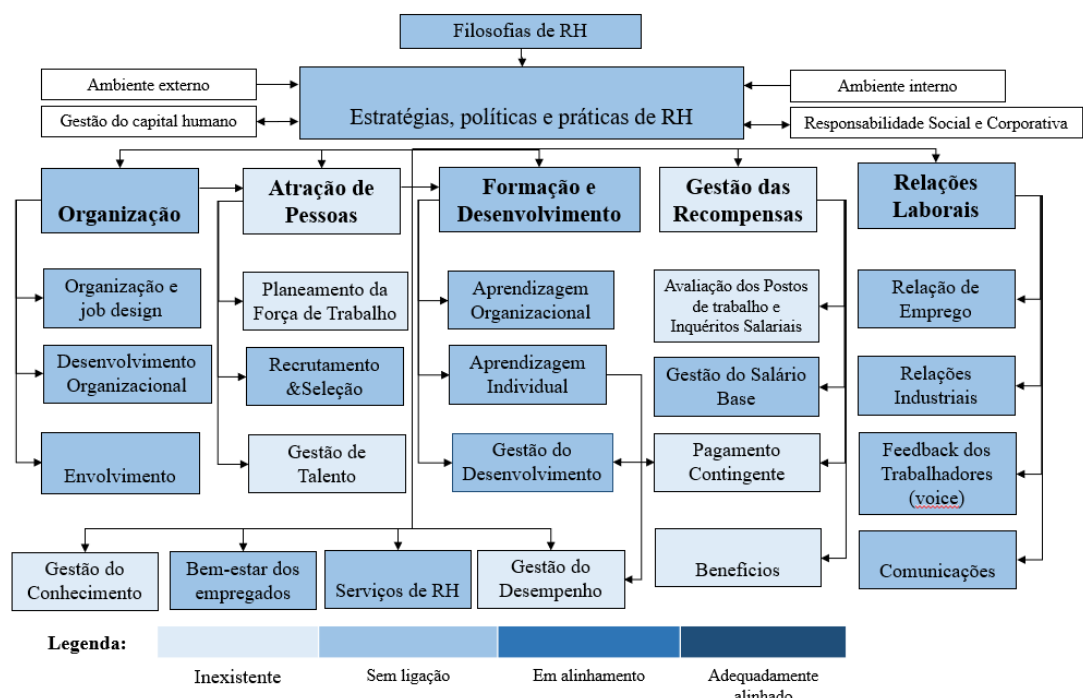 Filosofias de RH
Ambiente externo
Ambiente interno
Estratégias, políticas e práticas de RH
Gestão do capital humano
Responsabilidade Social e Corporativa
Organização
Atração de
Pessoas
Formação e
Desenvolvimento
Gestão das
Recompensas
Relações
Laborais
Organização e
job design
Planeamento da
Força de Trabalho
Aprendizagem
Organizacional
Avaliação dos Postos
de trabalho e
Inquéritos Salariais
Relação de
Emprego
Desenvolvimento
Organizacional
Recrutamento
&Seleção
Aprendizagem
Individual
Gestão do Salário
Base
Relações
Industriais
Envolvimento
Gestão de
Talento
Gestão do
Desenvolvimento
Pagamento
Contingente
Feedback dos
Trabalhadores
(voice)
Gestão do
Conhecimento
Bem-estar dos
empregados
Serviços de RH
Gestão do
Desempenho
Benefícios
Comunicações
Legenda:
Inexistente
Sem ligação
Em alinhamento
Adequadamente
alinhado